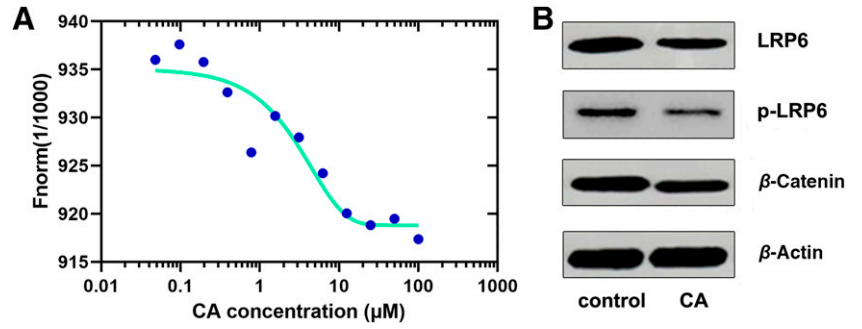 A
940
935
930
925
920
915
Fnorm(1/1000)
0.01 0.1 1 10 100 1000
CA concentration (μM)
B
LRP6
p-LRP6
β-Catenin
β-Actin
control CA